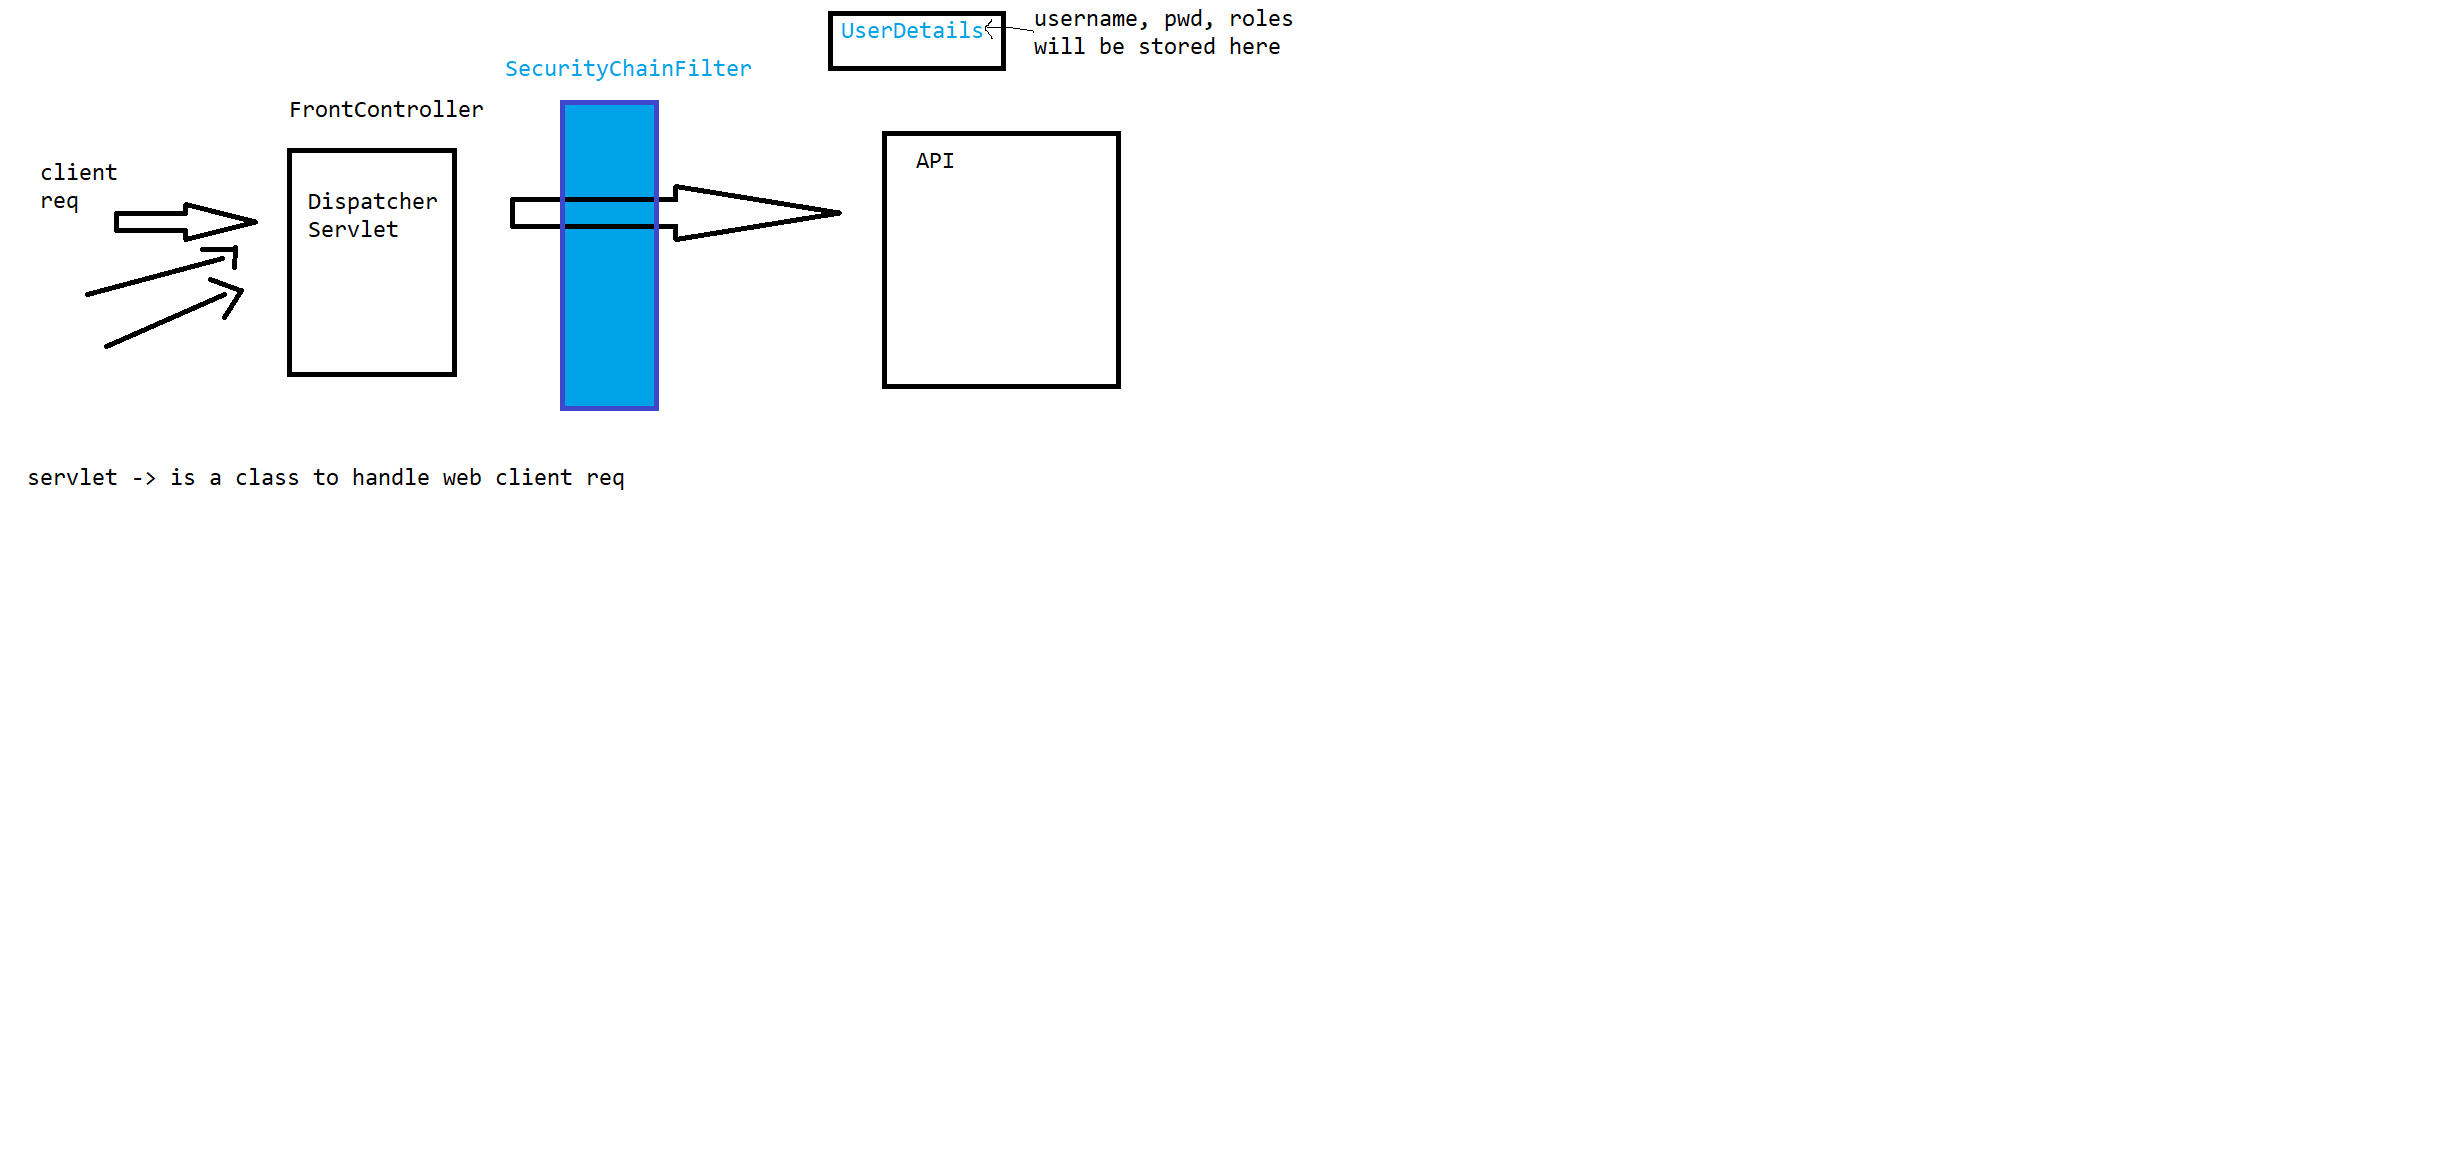 username, pwd, roles
will be stored here
UserDetails
SecurityChainFilter
FrontController
client
req
Dispatcher
Servlet
API
servlet -> is a class to handle web client req